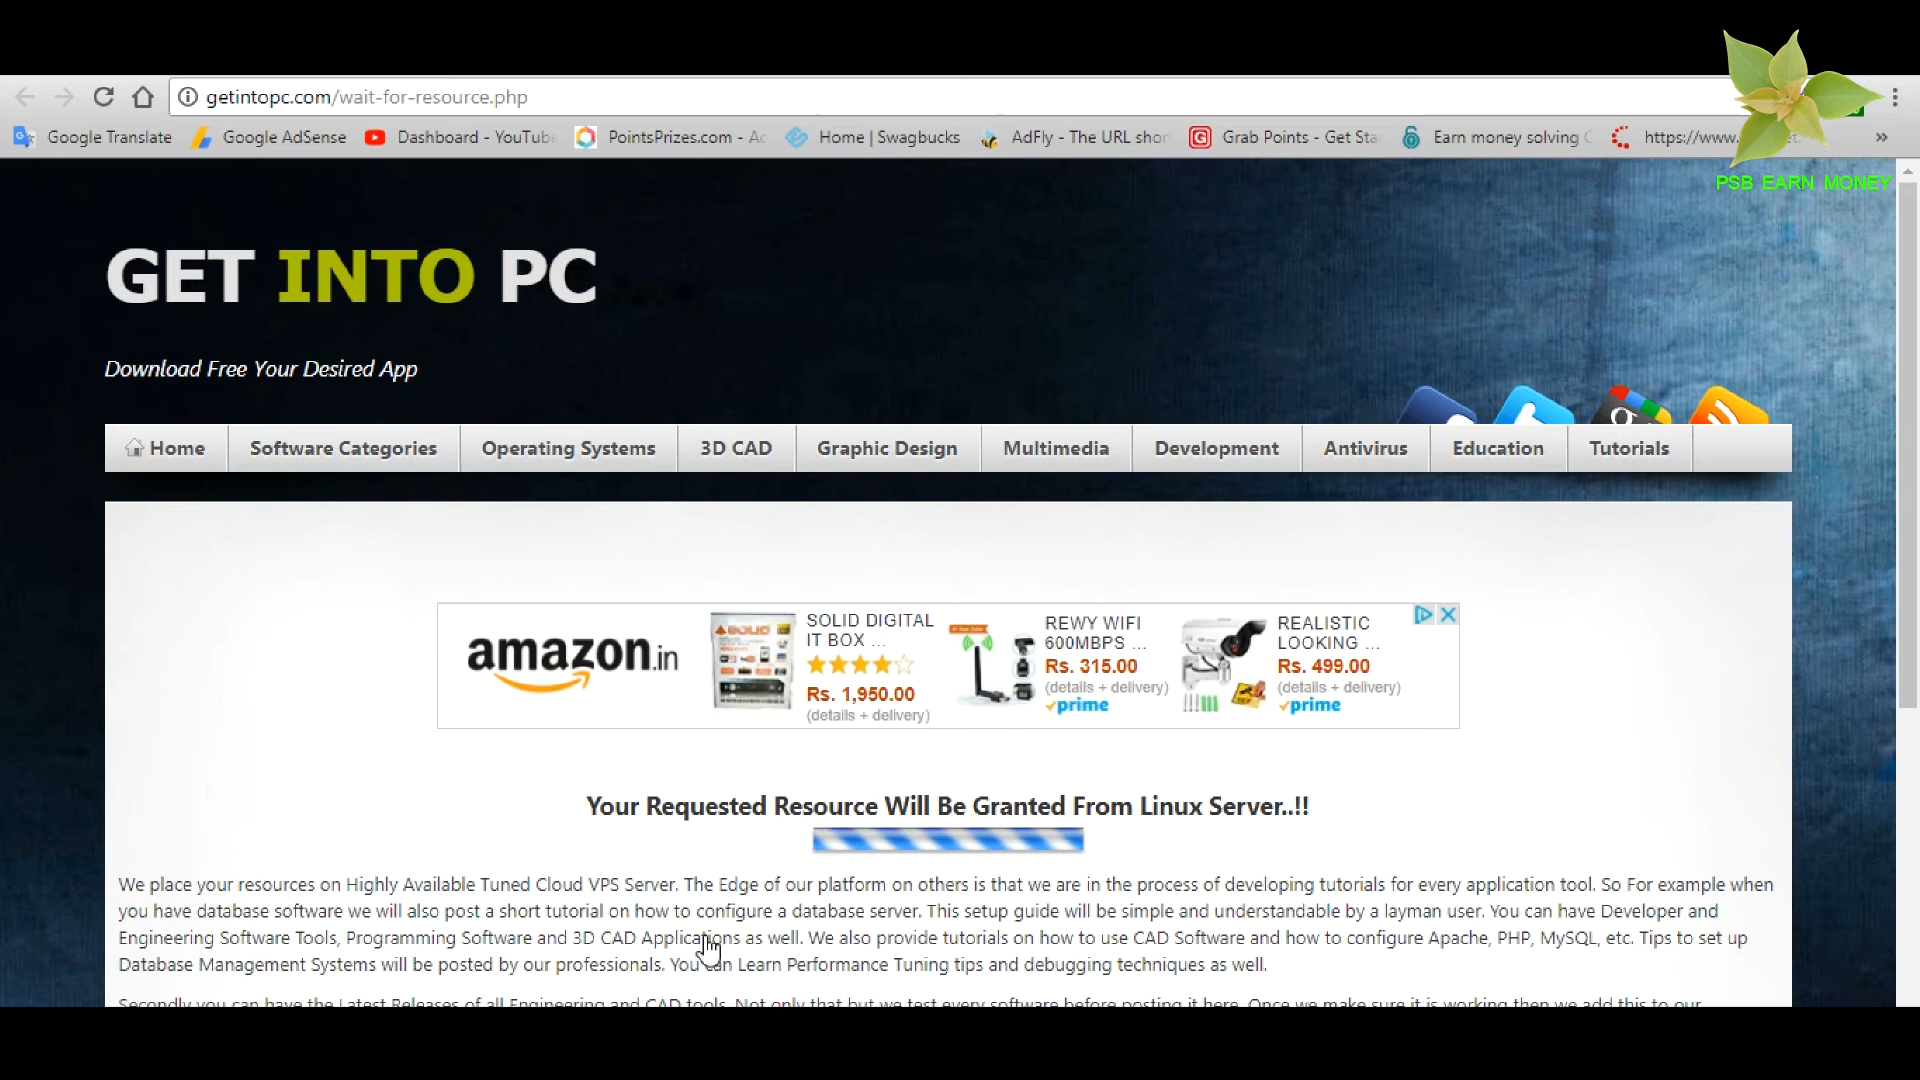 getintopc.com/wait-for-resource.php
Google Translate
Google AdSense
Dashboard - YouTube
PointsPrizes.com - Ac
Home | Swagbucks
AdFly - The URL shor
Grab Points - Get Sta
Earn money solving C
https://www.
PSB EARN MONEY
GET INTO PC
Download Free Your Desired App
Home
Software Categories
Operating Systems
3D CAD
Graphic Design
Multimedia
Development
Antivirus
Education
Tutorials
amazon.in
SOLID DIGITAL
IT BOX ...
Rs. 1,950.00
(details + delivery)
REWY WIFI
600MBPS ...
Rs. 315.00
(details + delivery)
prime
REALISTIC
LOOKING ...
Rs. 499.00
(details + delivery)
prime
Your Requested Resource Will Be Granted From Linux Server..!!
We place your resources on Highly Available Tuned Cloud VPS Server. The Edge of our platform on others is that we are in the process of developing tutorials for every application tool. So For example when
you have database software we will also post a short tutorial on how to configure a database server. This setup guide will be simple and understandable by a layman user. You can have Developer and
Engineering Software Tools, Programming Software and 3D CAD Applications as well. We also provide tutorials on how to use CAD Software and how to configure Apache, PHP, MySQL, etc. Tips to set up
Database Management Systems will be posted by our professionals. You can Learn Performance Tuning tips and debugging techniques as well.
Secondly you can have the Latest Releases of all Engineering and CAD tools. Not only that but we test every software before posting it here. Once we make sure it is working then we add this to our